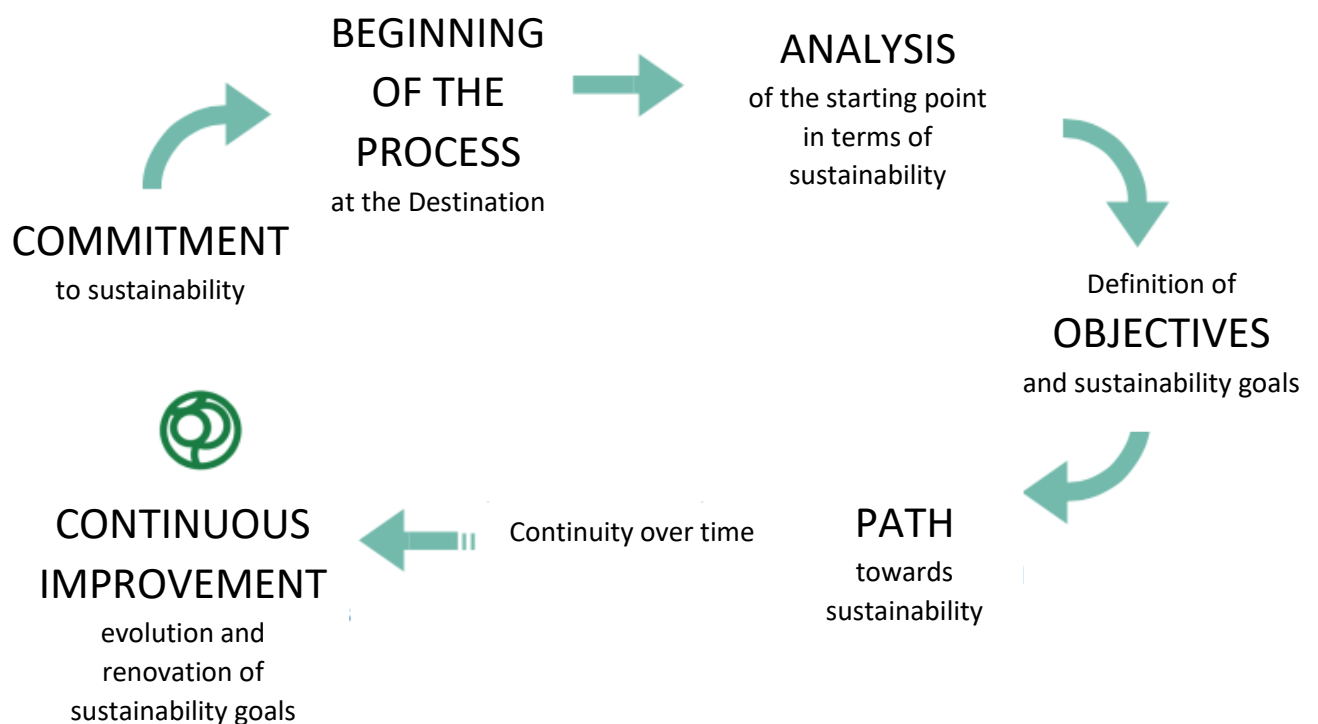 COMMITMENT
to sustainability
BEGINNING
OF THE
PROCESS
at the Destination
ANALYSIS
of the starting point
in terms of
sustainability
Definition of
OBJECTIVES
and sustainability goals
PATH
towards
sustainability
Continuity over time
CONTINUOUS
IMPROVEMENT
evolution and
renovation of
sustainability goals